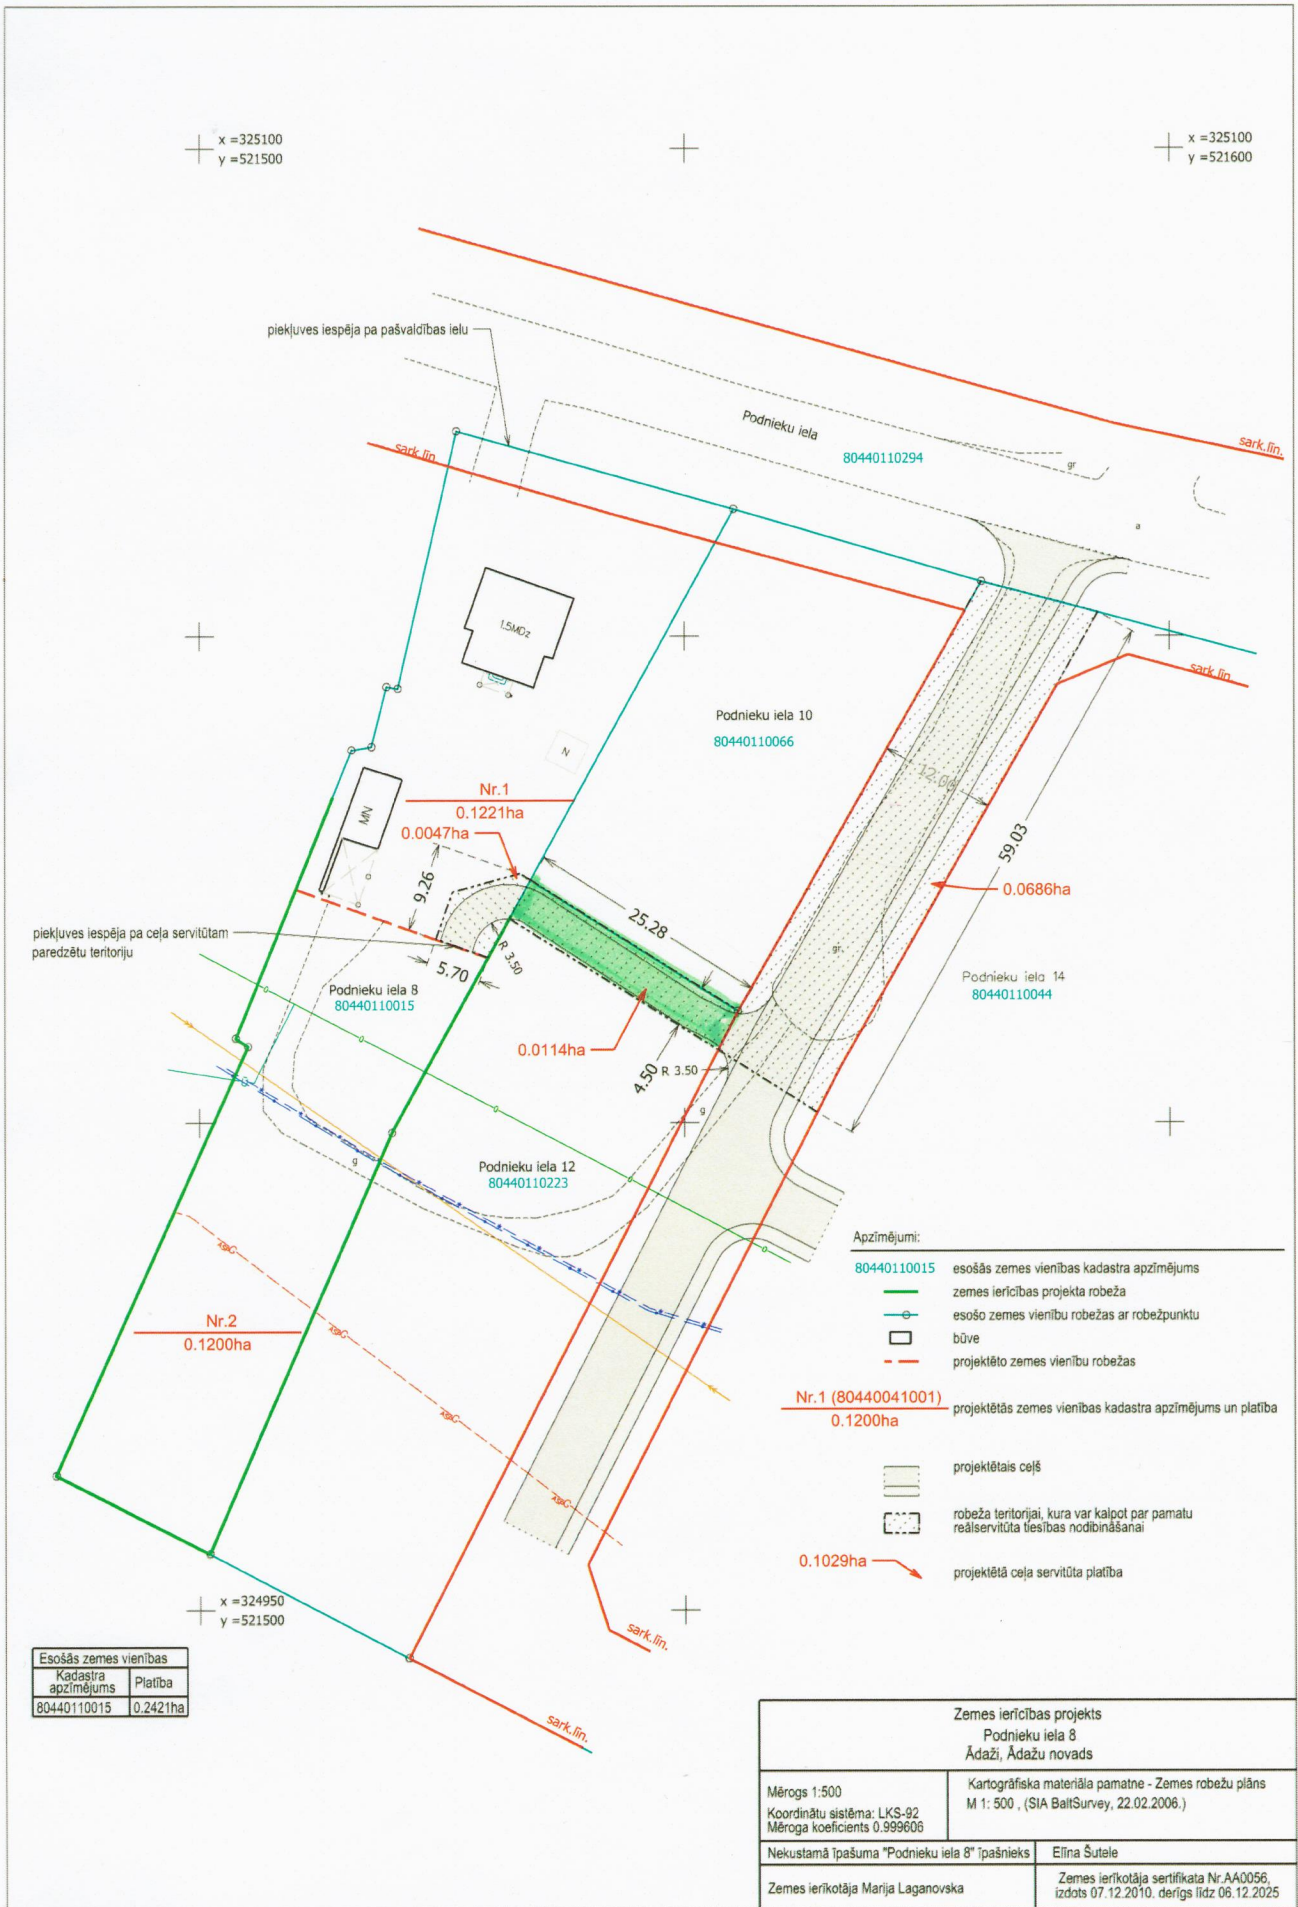 x =325100
y =521500
x =325100
y =521600
piekļuves iespēja pa pašvaldības ielu
Podnieku iela
80440110294
sark.līn.
sark.līn.
gr
a
1.5MDz
sark.līn.
Podnieku iela 10
80440110066
N
12.00
Nr.1
0.1221ha
MN
0.0047ha
59.03
9.26
0.0686ha
25.28
piekļuves iespēja pa ceļa servitūtam
paredzētu teritoriju
R 3.50
gr.
5.70
Podnieku iela 14
80440110044
Podnieku iela 8
80440110015
0.0114ha
4.50
R 3.50
g
g
Podnieku iela 12
80440110223
Nr.2
0.1200ha
Apzīmējumi:
80440110015 esošās zemes vienības kadastra apzīmējums
zemes ierīcības projekta robeža
esošo zemes vienību robežas ar robežpunktu
būve
projektēto zemes vienību robežas
Nr.1 (80440041001)
0.1200ha
projektētās zemes vienības kadastra apzīmējums un platība
projektētais ceļš
robeža teritorijai, kura var kalpot par pamatu
reālservitūta tiesības nodibināšanai
0.1029ha
projektētā ceļa servitūta platība
x =324950
y =521500
sark.līn.
sark.līn.
Esošās zemes vienības
Kadastra
apzīmējums
Platība
80440110015 0.2421ha
Zemes ierīcības projekts
Podnieku iela 8
Ādaži, Ādažu novads
Mērogs 1:500
Koordinātu sistēma: LKS-92
Mēroga koeficients 0.999606
Kartogrāfiska materiāla pamatne - Zemes robežu plāns
M 1: 500 , (SIA BaltSurvey, 22.02.2006.)
Nekustamā īpašuma "Podnieku iela 8" īpašnieks
Elīna Šutele
Zemes ierīkotāja Marija Laganovska
Zemes ierīkotāja sertifikata Nr.AA0056,
izdots 07.12.2010. derīgs līdz 06.12.2025